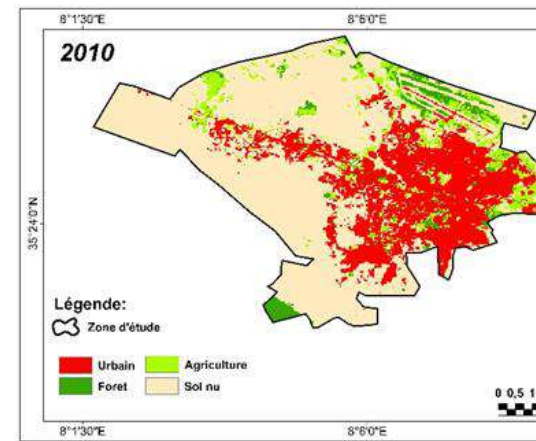 8°1'30"E 8°6'0"E
2010
35°24'0"N
Légende:
Zone d'étude
Urbain Agriculture
Foret Sol nu
0 0,5 1
8°1'30"E 8°6'0"E